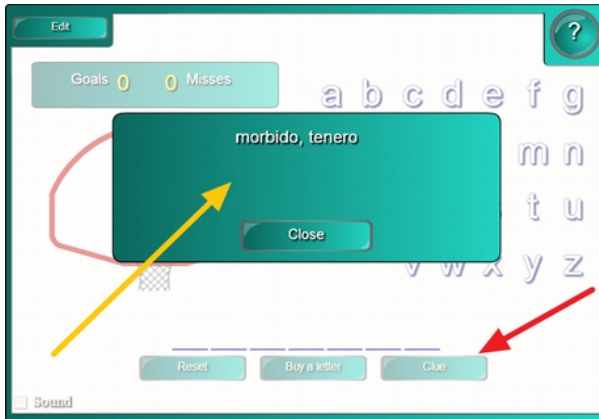 Edit
?
Goals 0 0 Misses
a b c d e f g
morbido, tenero
m n
Close
t u
v w x y z
Reset Buy a letter Clue
Sound